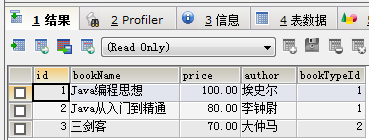 1 结果 2 Profiler 3 信息 4 表数据 5
(Read Only)
id bookName price author bookTypeId
1 Java编程思想 100.00 埃史尔 1
2 Java从入门到精通 80.00 李钟尉 1
3 三剑客 70.00 大仲马 2